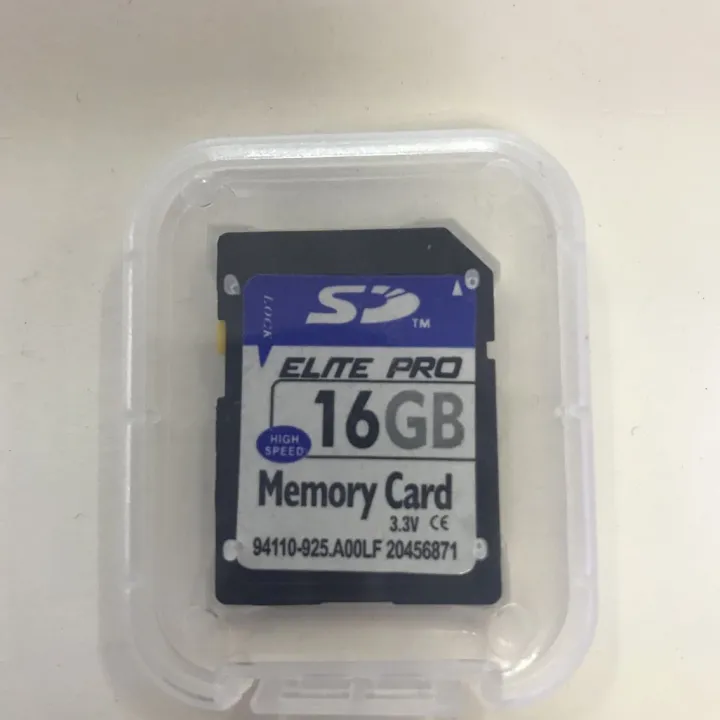 SD
TM
LOCK
ELITE PRO
16GB
HIGH
SPEED
Memory Card
3.3V CE
94110-925.A00LF 20456871